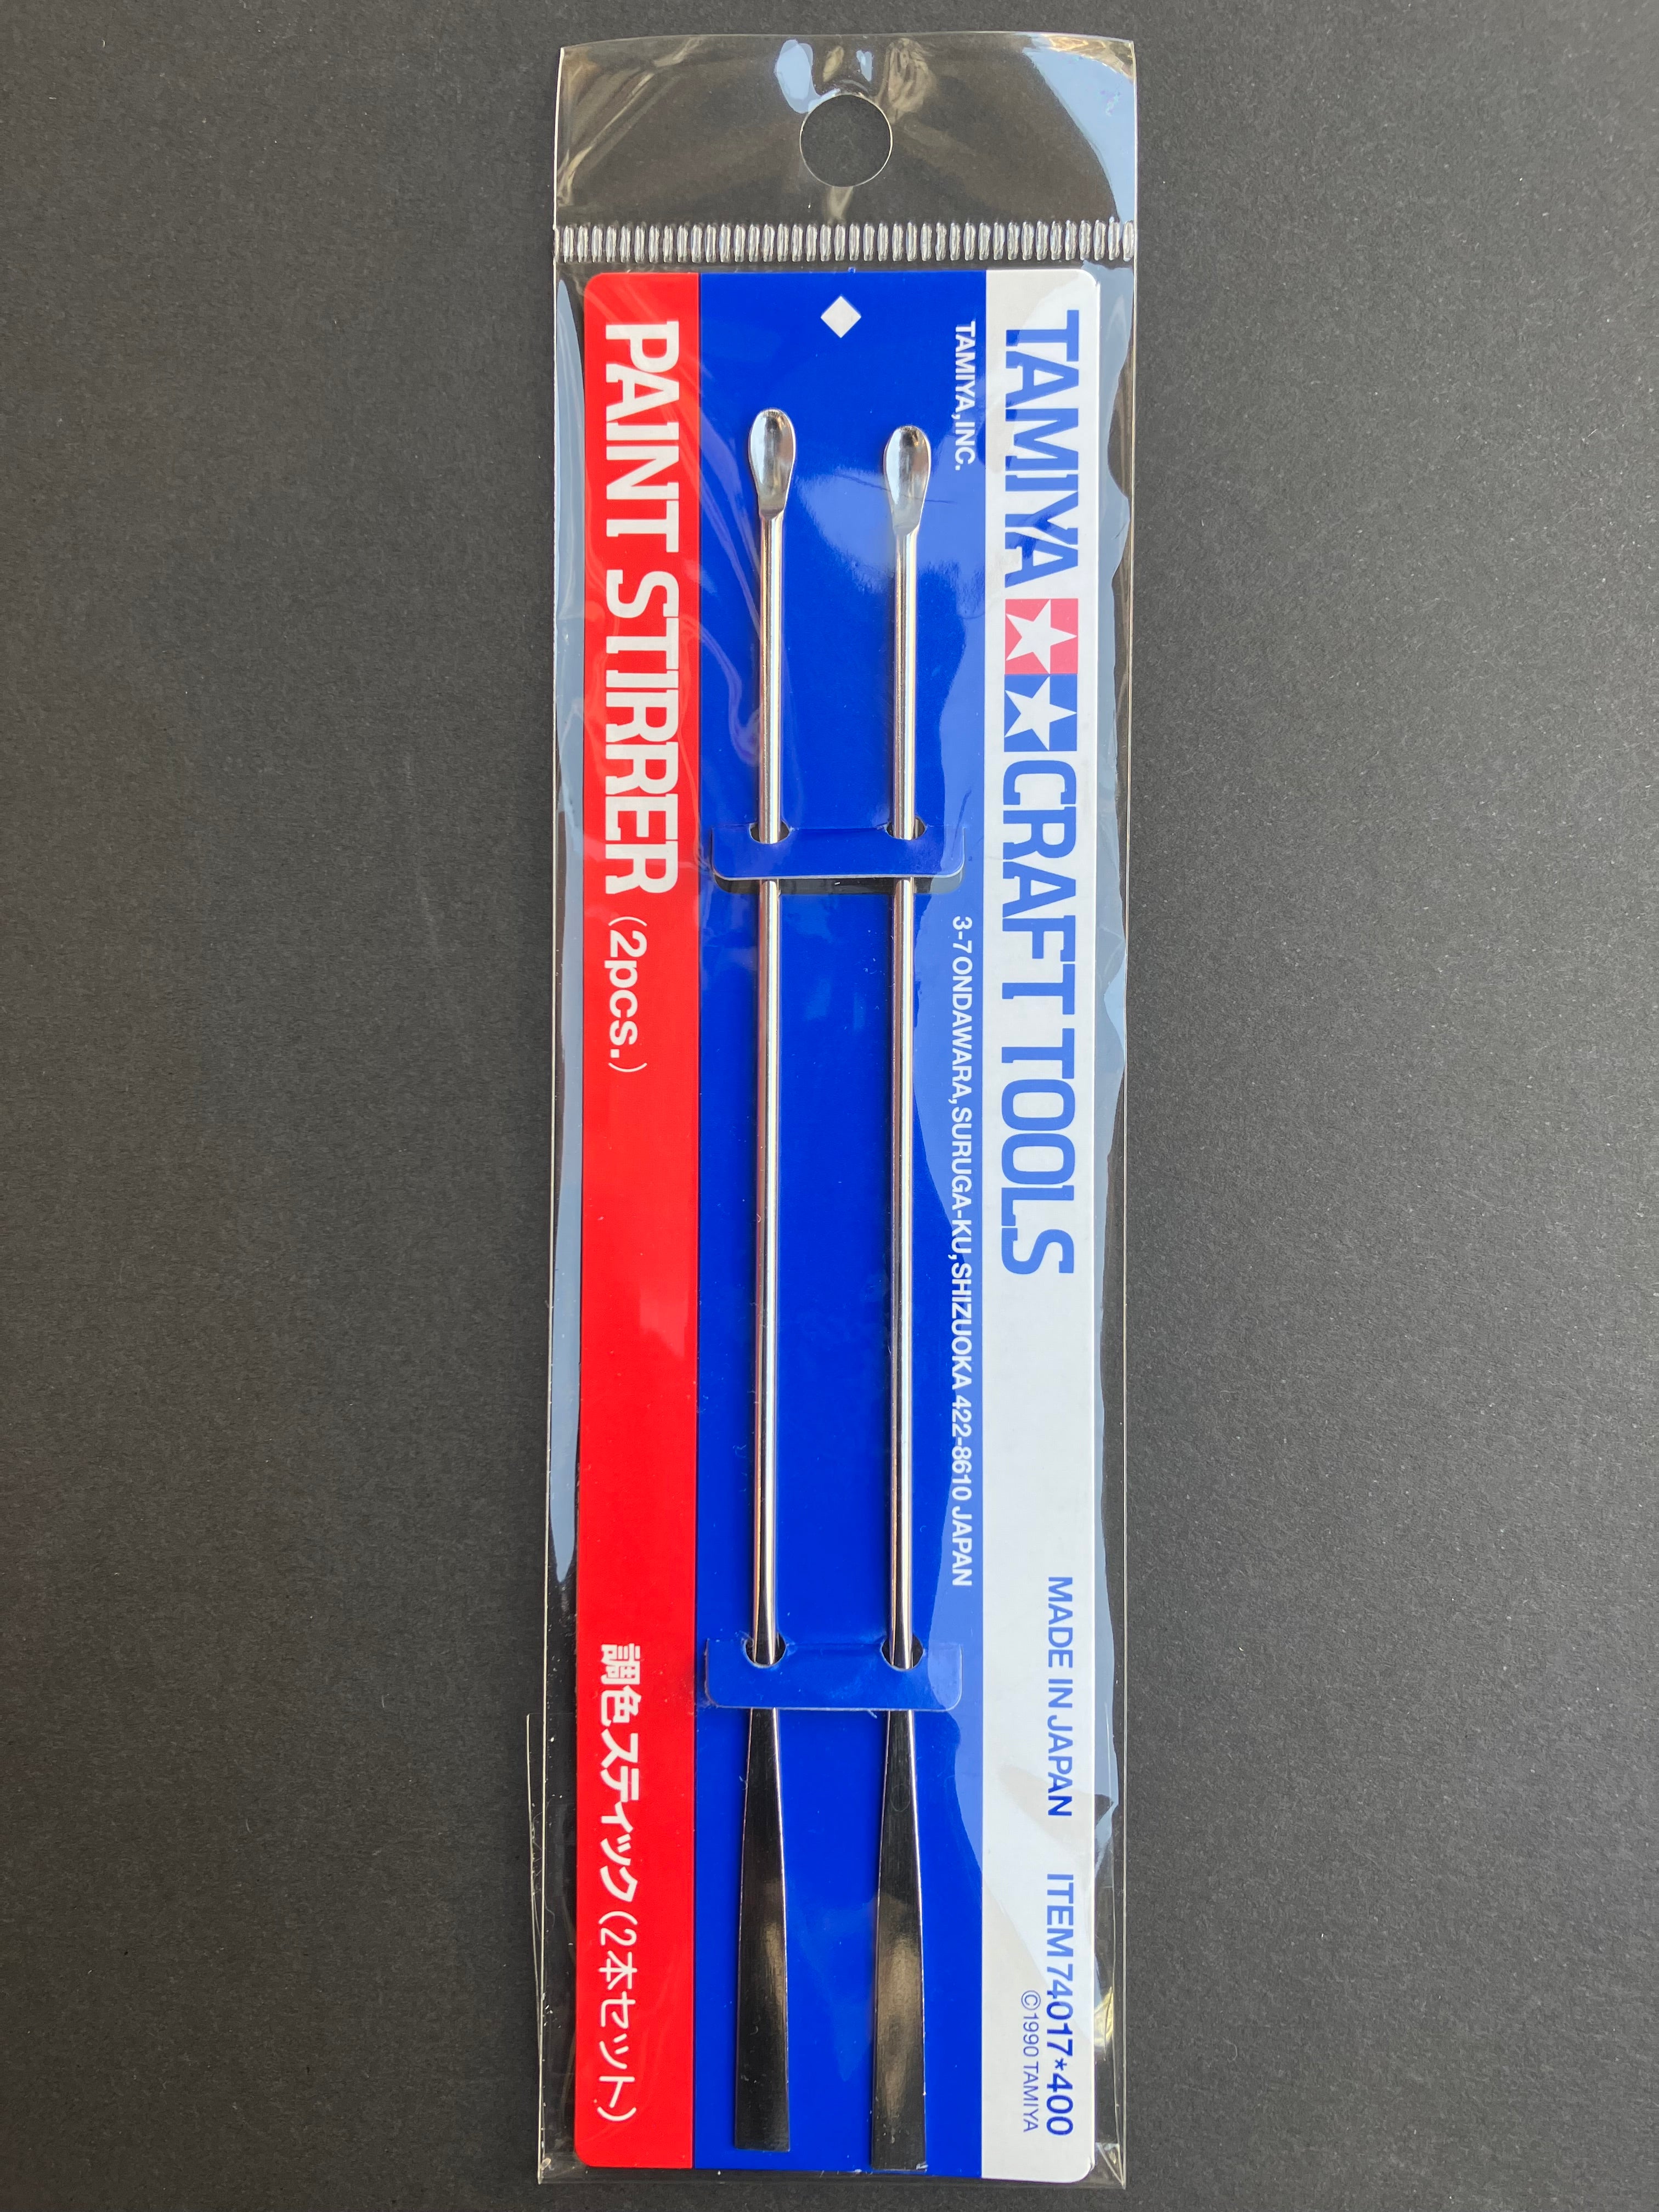 TAMIYA CRAFT TOOLS
MADE IN JAPAN
ITEM 74017*400
©1990 TAMIYA
TAMIYA,INC.
3-7 ONDAWARA,SURUGA-KU,SHIZUOKA 422-8610 JAPAN
PAINT STIRRER (2pcs.)
調色スティック(2本セット)